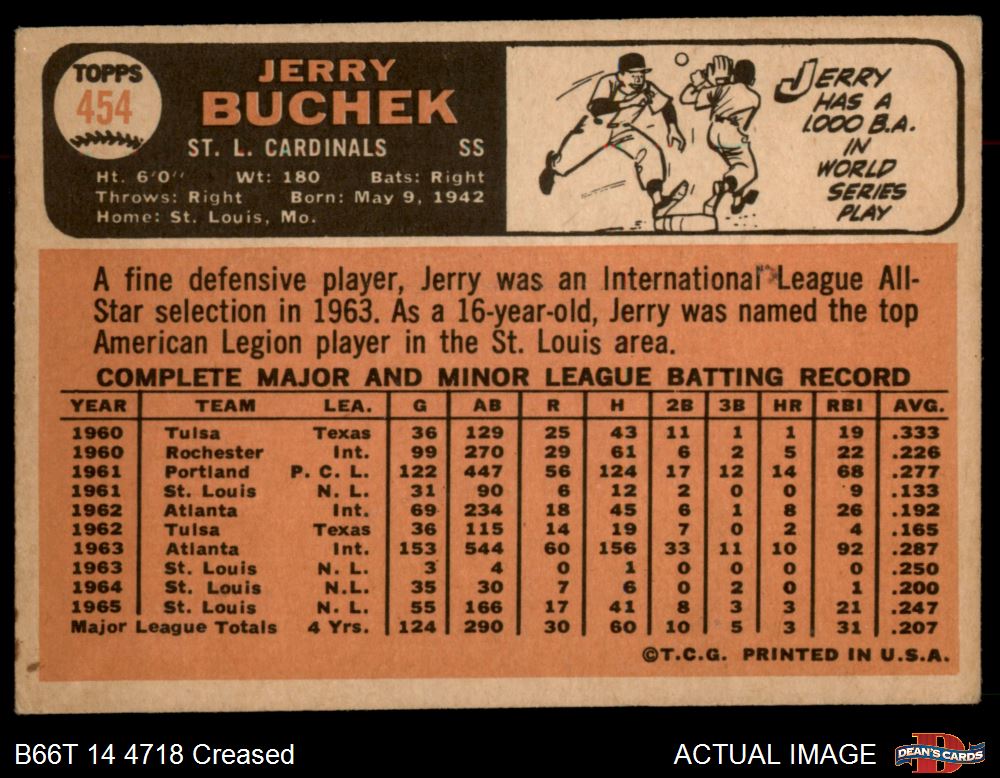 TOPPS
454
JERRY
BUCHEK
ST. L. CARDINALS SS
Ht. 6'0" Wt: 180 Bats: Right
Throws: Right Born: May 9, 1942
Home: St. Louis, Mo.
JERRY
HAS A
1.000 B.A.
IN
WORLD
SERIES
PLAY
A fine defensive player, Jerry was an International League All-
Star selection in 1963. As a 16-year-old, Jerry was named the top
American Legion player in the St. Louis area.
COMPLETE MAJOR AND MINOR LEAGUE BATTING RECORD
YEAR TEAM LEA. G AB R H 2B 3B HR RBI AVG.
1960 Tulsa Texas 36 129 25 43 11 1 1 19 .333
1960 Rochester Int. 99 270 29 61 6 2 5 22 .226
1961 Portland P. C. L. 122 447 56 124 17 12 14 68 .277
1961 St. Louis N. L. 31 90 6 12 2 0 0 9 .133
1962 Atlanta Int. 69 234 18 45 6 1 8 26 .192
1962 Tulsa Texas 36 115 14 19 7 0 2 4 .165
1963 Atlanta Int. 153 544 60 156 33 11 10 92 .287
1963 St. Louis N. L. 3 4 0 1 0 0 0 0 .250
1964 St. Louis N.L. 35 30 7 6 0 2 0 1 .200
1965 St. Louis N. L. 55 166 17 41 8 3 3 21 .247
Major League Totals 4 Yrs. 124 290 30 60 10 5 3 31 .207
©T.C.G. PRINTED IN U.S.A.
B66T 14 4718 Creased
ACTUAL IMAGE
DEAN'S CARDS